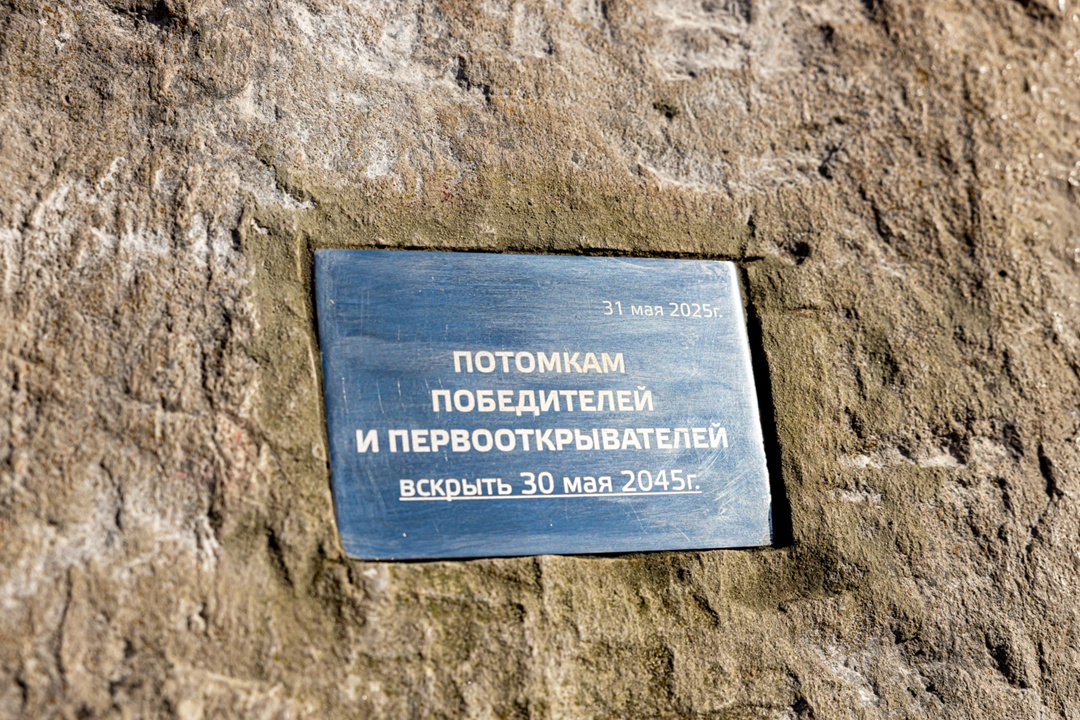 31 мая 2025г.
ПОТОМКАМ
ПОБЕДИТЕЛЕЙ
И ПЕРВООТКРЫВАТЕЛЕЙ
вскрыть 30 мая 2045г.